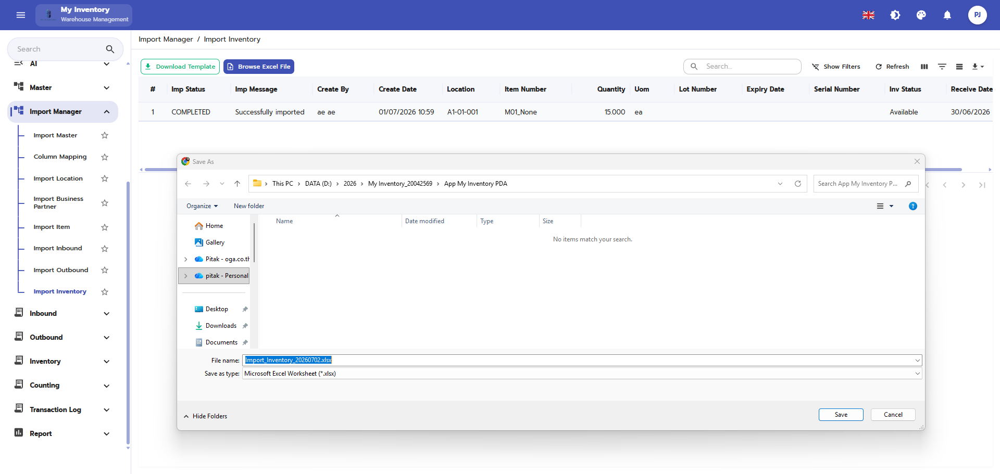 My Inventory
Warehouse Management
PJ
Search
AI
Master
Import Manager
Import Master
Column Mapping
Import Location
Import Business
Partner
Import Item
Import Inbound
Import Outbound
Import Inventory
Inbound
Outbound
Inventory
Counting
Transaction Log
Report
Import Manager / Import Inventory
Download Template
Browse Excel File
Search...
Show Filters
Refresh
# Imp Status Imp Message Create By Create Date Location Item Number Quantity Uom Lot Number Expiry Date Serial Number Inv Status Receive Date
1 COMPLETED Successfully imported ae ae 01/07/2026 10:59 A1-01-001 M01_None 15.000 ea Available 30/06/2026
Save As
This PC > DATA (D:) > 2026 > My Inventory_20042569 > App My Inventory PDA
Search App My Inventory P...
Organize
New folder
?
Home
Gallery
Pitak - oga.co.th
pitak - Personal
Desktop
Downloads
Documents
Name Date modified Type Size
No items match your search.
File name: Import_Inventory_20260702.xlsx
Save as type: Microsoft Excel Worksheet (*.xlsx)
Hide Folders
Save
Cancel